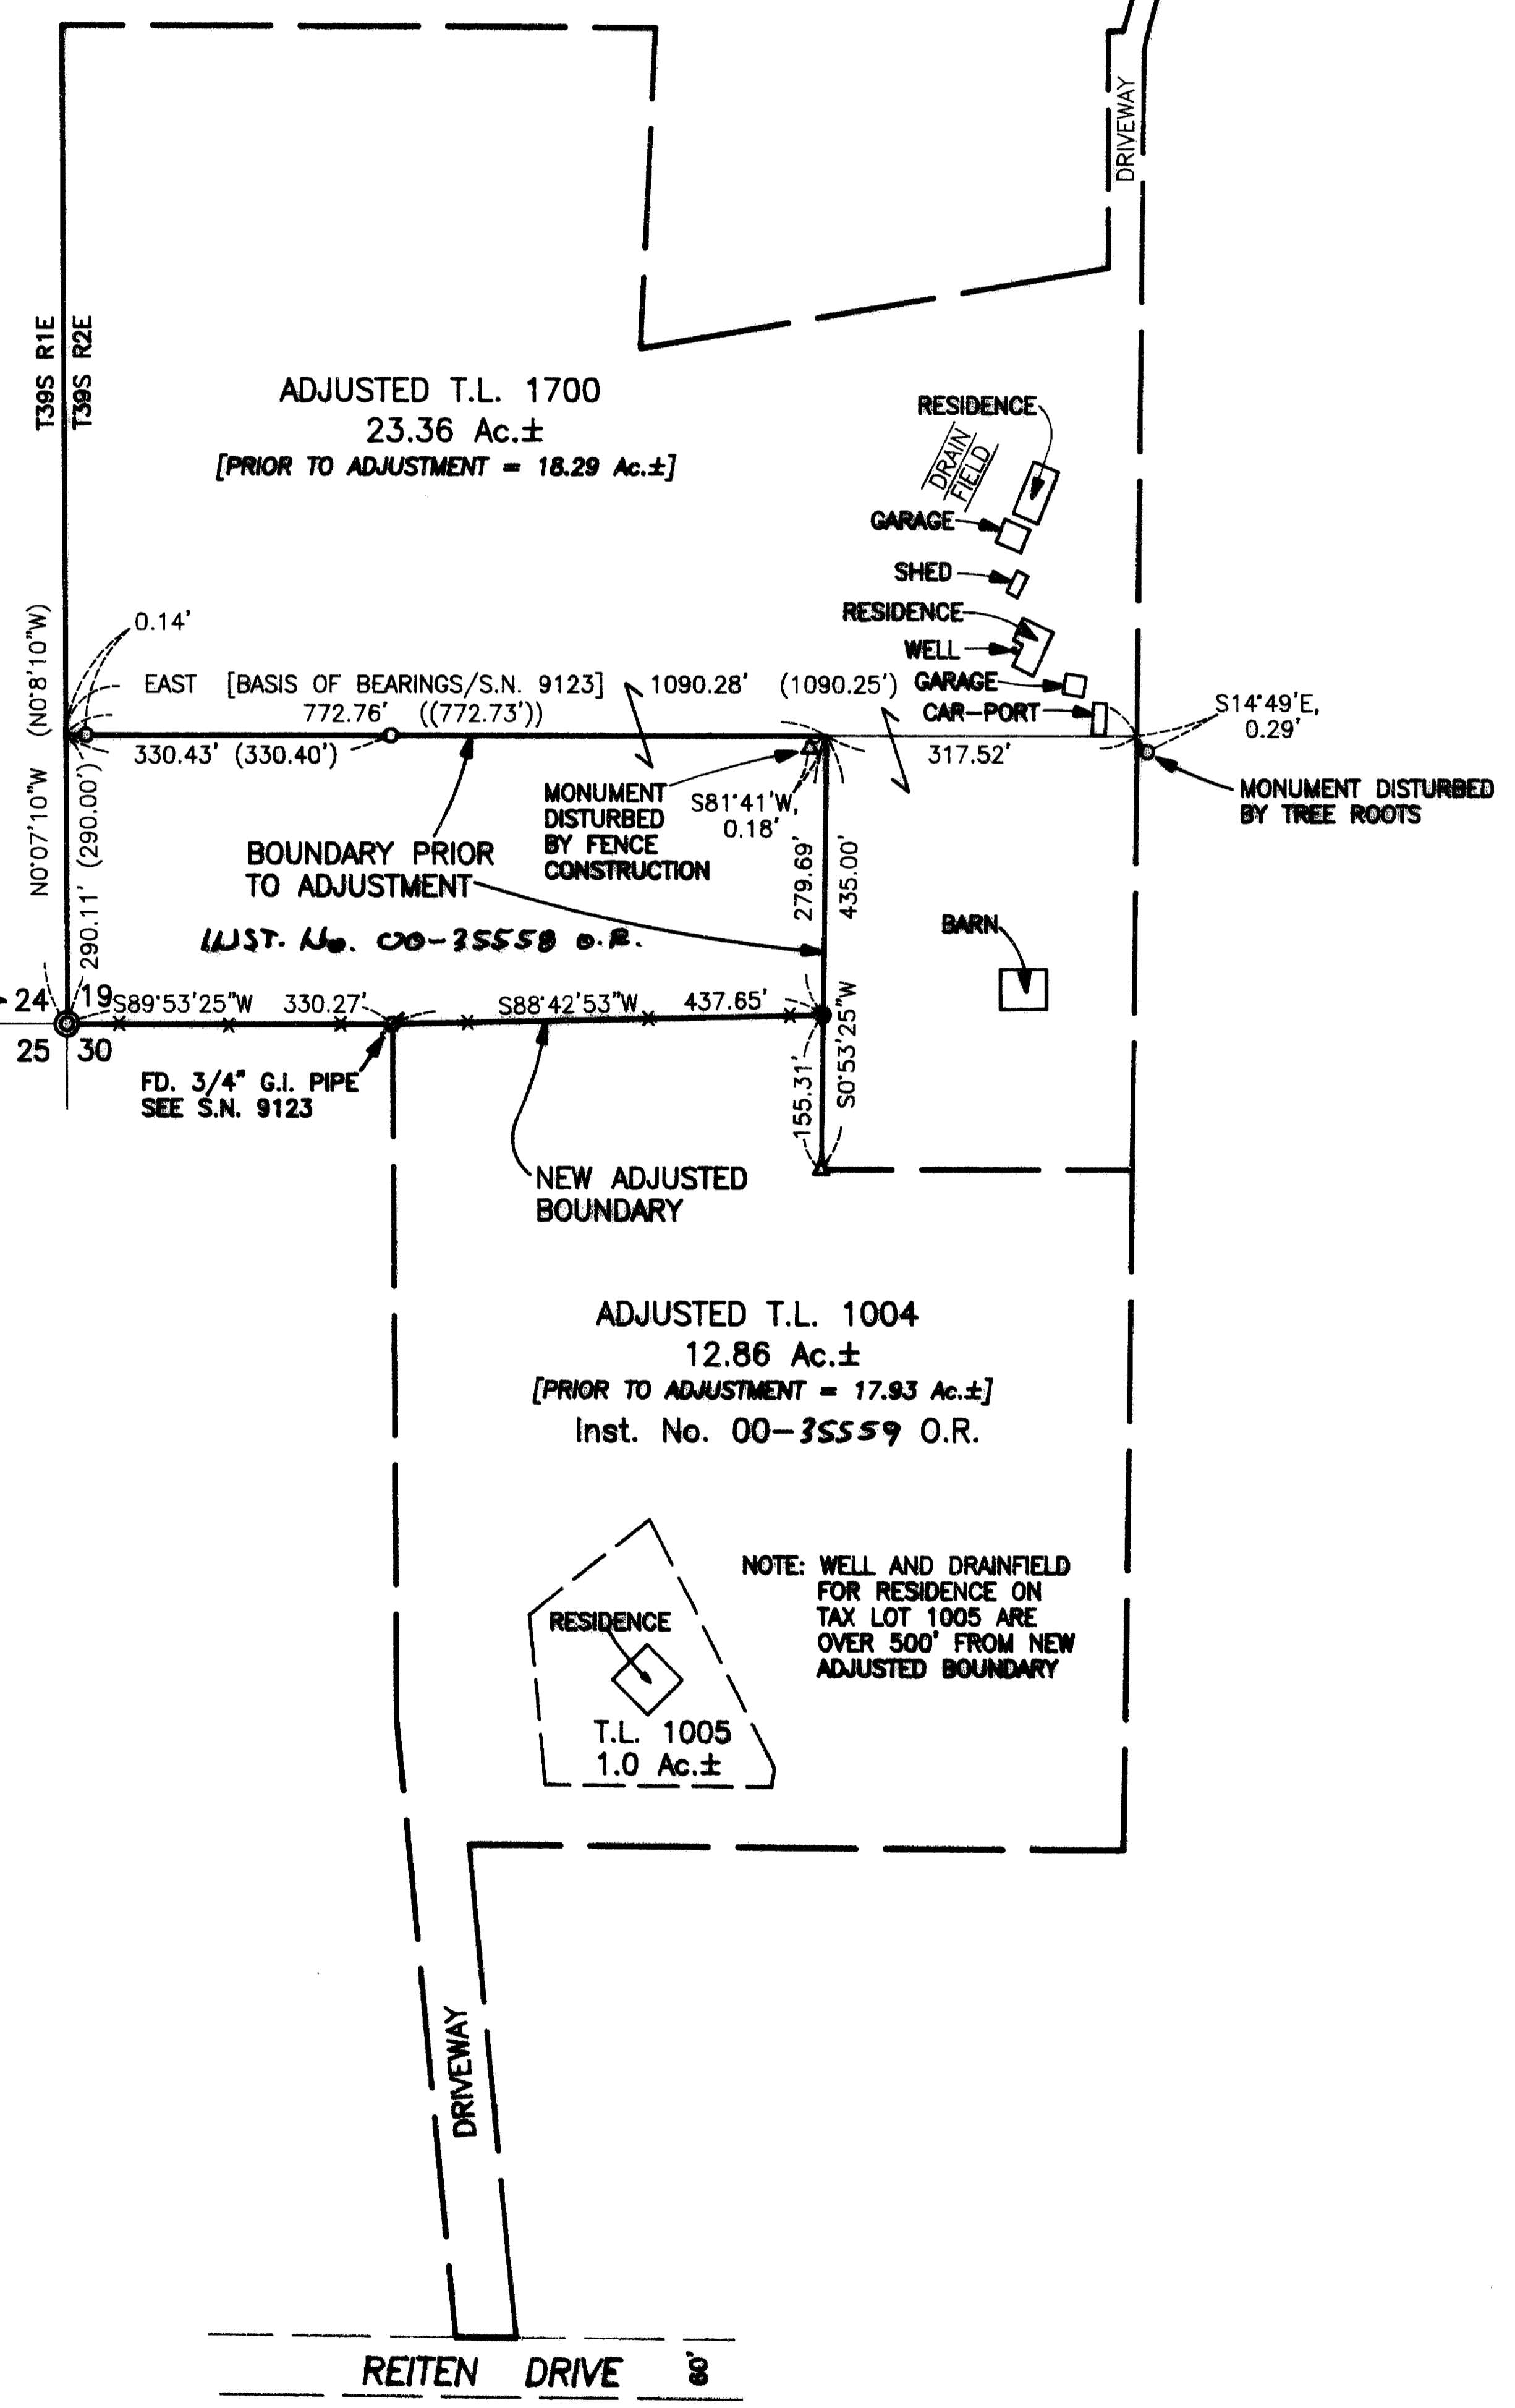 DRIVEWAY
T39S R1E
T39S R2E
ADJUSTED T.L. 1700
23.36 Ac.±
[PRIOR TO ADJUSTMENT = 18.29 Ac.±]
RESIDENCE
DRAIN
FIELD
GARAGE
SHED
RESIDENCE
WELL
GARAGE
CAR-PORT
(N0°8'10"W)
0.14'
EAST [BASIS OF BEARINGS/S.N. 9123] 1090.28' (1090.25')
772.76' ((772.73'))
330.43' (330.40')
317.52'
S14°49'E,
0.29'
MONUMENT DISTURBED
BY TREE ROOTS
MONUMENT
DISTURBED
BY FENCE
CONSTRUCTION
S81°41'W,
0.18'
N0°07'10"W
290.11' (290.00')
BOUNDARY PRIOR
TO ADJUSTMENT
INST. No. 00-35558 O.R.
279.69'
435.00'
BARN
24 19
25 30
S89°53'25"W 330.27'
S88°42'53"W 437.65'
155.31'
S0°53'25"W
FD. 3/4" G.I. PIPE
SEE S.N. 9123
NEW ADJUSTED
BOUNDARY
ADJUSTED T.L. 1004
12.86 Ac.±
[PRIOR TO ADJUSTMENT = 17.93 Ac.±]
Inst. No. 00-35559 O.R.
NOTE: WELL AND DRAINFIELD
FOR RESIDENCE ON
TAX LOT 1005 ARE
OVER 500' FROM NEW
ADJUSTED BOUNDARY
RESIDENCE
T.L. 1005
1.0 Ac.±
DRIVEWAY
REITEN DRIVE 60'